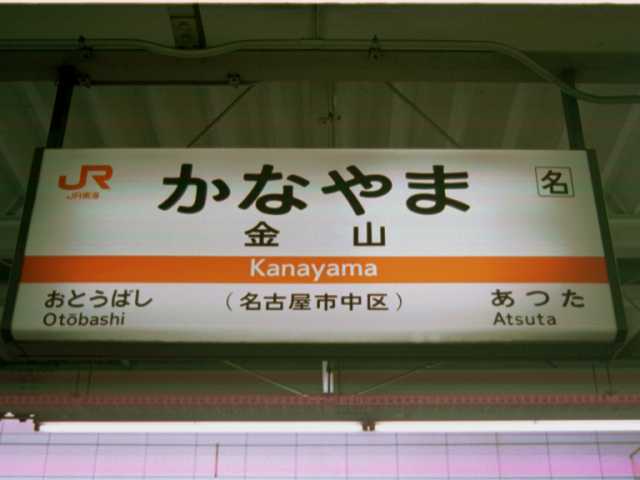 JR
JR東海
かなやま
名
金山
Kanayama
おとうばし
Otōbashi
(名古屋市中区)
あつた
Atsuta